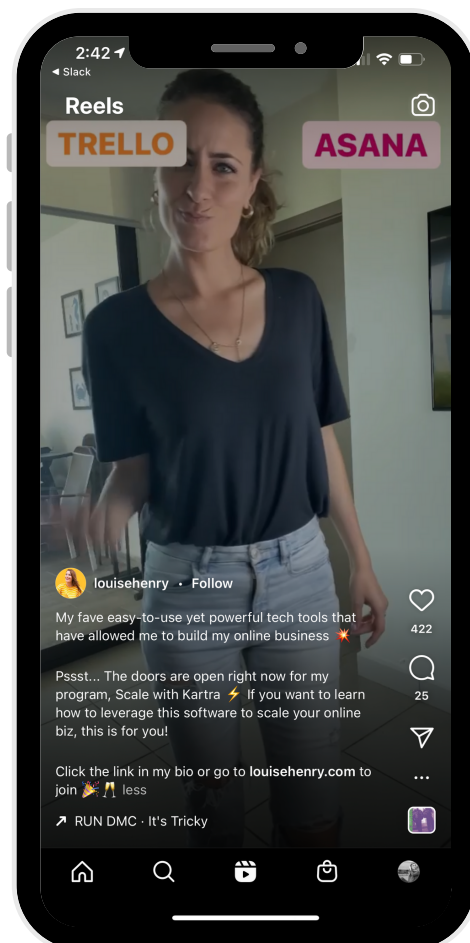 2:42
Slack
Reels
TRELLO
ASANA
louisehenry • Follow
My fave easy-to-use yet powerful tech tools that
have allowed me to build my online business 💥
422
Pssst... The doors are open right now for my
program, Scale with Kartra ⚡ If you want to learn
how to leverage this software to scale your online
biz, this is for you!
25
Click the link in my bio or go to louisehenry.com to
join 🎉🥂 less
RUN DMC · It's Tricky